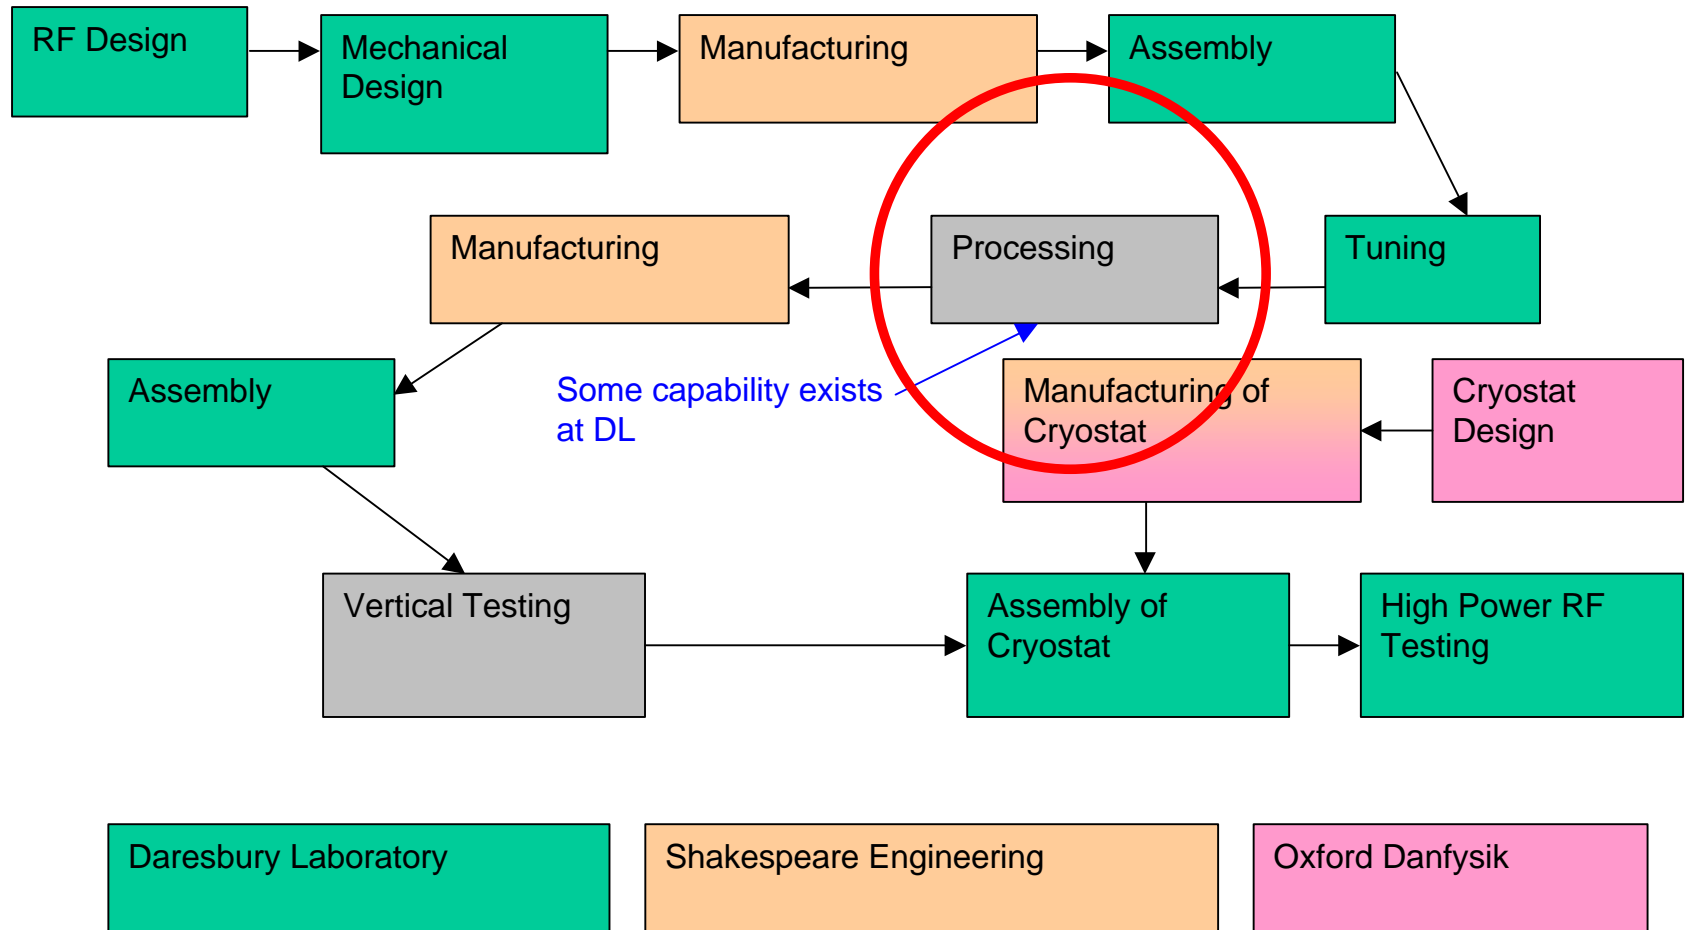 RF Design
Mechanical
Design
Manufacturing
Assembly
Manufacturing
Processing
Tuning
Assembly
Some capability exists
at DL
Manufacturing of
Cryostat
Cryostat
Design
Vertical Testing
Assembly of
Cryostat
High Power RF
Testing
Daresbury Laboratory
Shakespeare Engineering
Oxford Danfysik